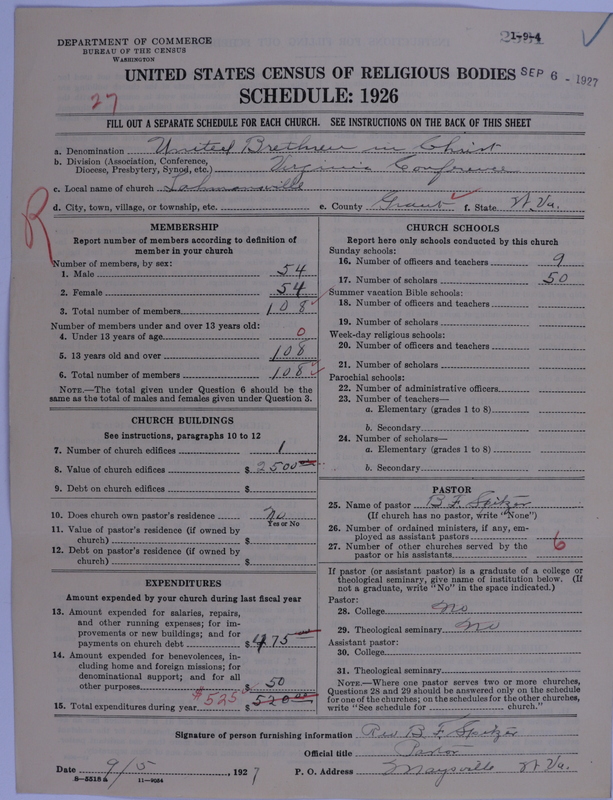 DEPARTMENT OF COMMERCE
BUREAU OF THE CENSUS
WASHINGTON
1-9-4
SEP 6 - 1927
27
UNITED STATES CENSUS OF RELIGIOUS BODIES
SCHEDULE: 1926
FILL OUT A SEPARATE SCHEDULE FOR EACH CHURCH. SEE INSTRUCTIONS ON THE BACK OF THIS SHEET
a. Denomination United Brethren in Christ
b. Division (Association, Conference, Diocese, Presbytery, Synod, etc.) Virginia Conference
c. Local name of church Lahmansville
d. City, town, village, or township, etc. e. County Grant f. State W. Va.
R
MEMBERSHIP
Report number of members according to definition of
member in your church
Number of members, by sex:
1. Male 54
2. Female 54
3. Total number of members 108
Number of members under and over 13 years old:
4. Under 13 years of age 0
5. 13 years old and over 108
6. Total number of members 108
NOTE.—The total given under Question 6 should be
same as the total of males and females given under Question 3.
CHURCH BUILDINGS
See instructions, paragraphs 10 to 12
7. Number of church edifices 1
8. Value of church edifices $2500
9. Debt on church edifices $
10. Does church own pastor's residence? No
Yes or No
11. Value of pastor's residence (if owned by
church) $
12. Debt on pastor's residence (if owned by
church) $
EXPENDITURES
Amount expended by your church during last fiscal year
13. Amount expended for salaries, repairs,
and other running expenses; for im-
provements or new buildings; and for
payments on church debt $475
14. Amount expended for benevolences, in-
cluding home and foreign missions; for
denominational support; and for all
other purposes $50
15. Total expenditures during year $525 $520.00
CHURCH SCHOOLS
Report here only schools conducted by this church
Sunday schools:
16. Number of officers and teachers 9
17. Number of scholars 50
Summer vacation Bible schools:
18. Number of officers and teachers
19. Number of scholars
Week-day religious schools:
20. Number of officers and teachers
21. Number of scholars
Parochial schools:
22. Number of administrative officers
23. Number of teachers—
a. Elementary (grades 1 to 8)
b. Secondary
24. Number of scholars—
a. Elementary (grades 1 to 8)
b. Secondary
PASTOR
25. Name of pastor B. F. Spitzer
(If church has no pastor, write "None")
26. Number of ordained ministers, if any, em-
ployed as assistant pastors
27. Number of other churches served by the
pastor or his assistants 6
If pastor (or assistant pastor) is a graduate of a college or
theological seminary, give name of institution below. (If
not a graduate, write "No" in the space indicated.)
Pastor:
28. College No
29. Theological seminary No
Assistant pastor:
30. College
31. Theological seminary
NOTE.—Where one pastor serves two or more churches,
Questions 28 and 29 should be answered only on the schedule
for one of the churches; on the schedules for the other churches,
write "See schedule for church."
Signature of person furnishing information Rev B. F. Spitzer
Official title Pastor
Date 9/5, 1927 P. O. Address Maysville W. Va.
8-5518a 11-9054